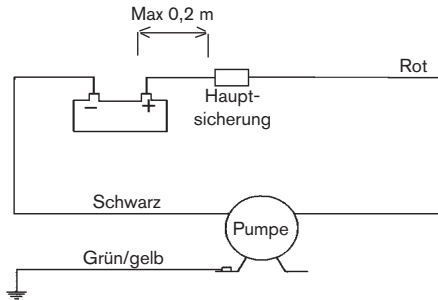 Max 0,2 m
Rot
Haupt-
sicherung
– +
Schwarz
Pumpe
Grün/gelb